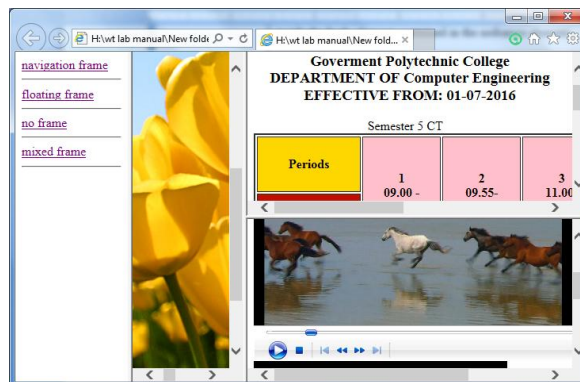 H:\wt lab manual\New folde
H:\wt lab manual\New fold...
navigation frame
floating frame
no frame
mixed frame
Goverment Polytechnic College
DEPARTMENT OF Computer Engineering
EFFECTIVE FROM: 01-07-2016
Semester 5 CT
Periods
1
09.00 -
2
09.55-
3
11.00